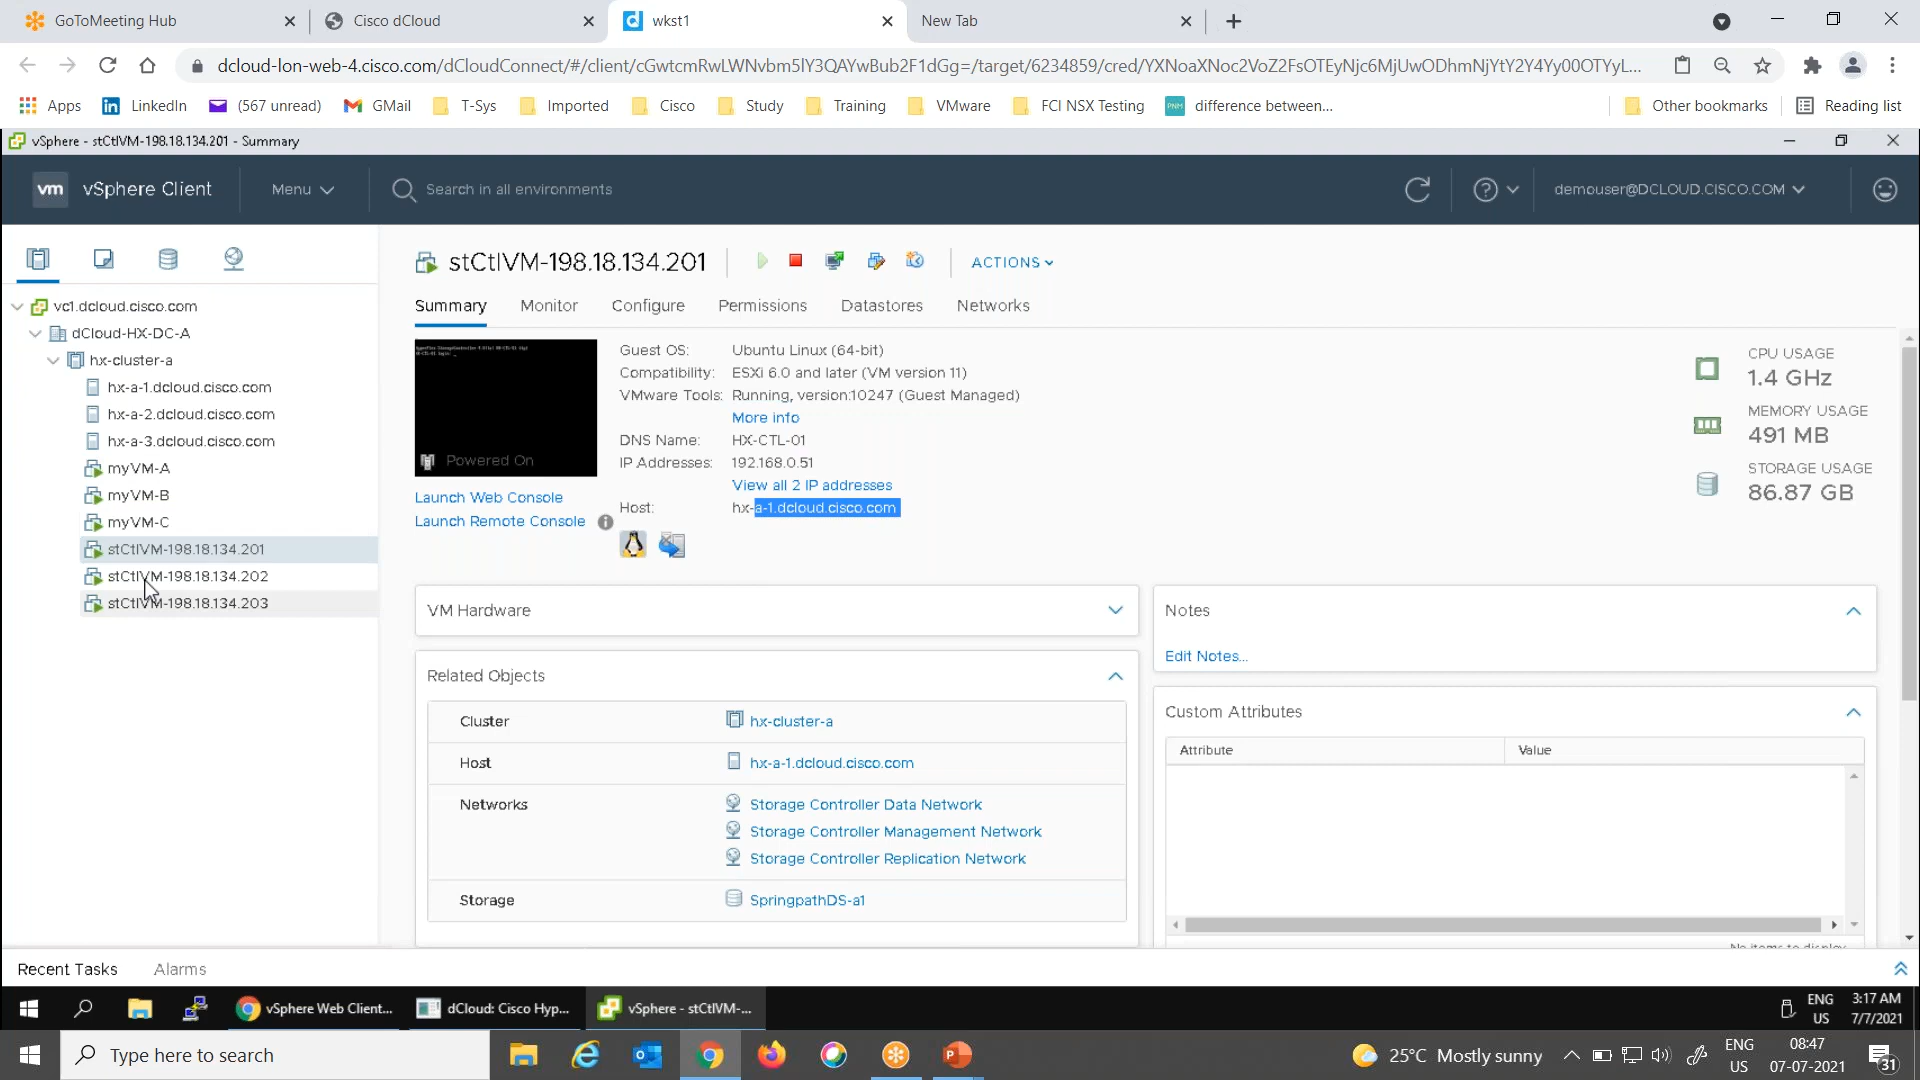 GoToMeeting Hub
Cisco dCloud
wkst1
New Tab
dcloud-lon-web-4.cisco.com/dCloudConnect/#/client/cGwtcmRwLWNvbm5lY3QAYwBub2F1dGg=/target/6234859/cred/YXNoaXNoc2VoZ2FsOTEyNjc6MjUwODhmNjYtY2Y4Yy00OTYyL...
Apps
LinkedIn
(567 unread)
GMail
T-Sys
Imported
Cisco
Study
Training
VMware
FCI NSX Testing
PNM
difference between...
Other bookmarks
Reading list
vSphere - stCtlVM-198.18.134.201 - Summary
vm
vSphere Client
Menu
Search in all environments
demouser@DCLOUD.CISCO.COM
vc1.dcloud.cisco.com
dCloud-HX-DC-A
hx-cluster-a
hx-a-1.dcloud.cisco.com
hx-a-2.dcloud.cisco.com
hx-a-3.dcloud.cisco.com
myVM-A
myVM-B
myVM-C
stCtlVM-198.18.134.201
stCtlVM-198.18.134.202
stCtlVM-198.18.134.203
stCtlVM-198.18.134.201
ACTIONS
Summary
Monitor
Configure
Permissions
Datastores
Networks
Powered On
Launch Web Console
Launch Remote Console
Guest OS: Ubuntu Linux (64-bit)
Compatibility: ESXi 6.0 and later (VM version 11)
VMware Tools: Running, version:10247 (Guest Managed)
More info
DNS Name: HX-CTL-01
IP Addresses: 192.168.0.51
View all 2 IP addresses
Host: hx-a-1.dcloud.cisco.com
CPU USAGE
1.4 GHz
MEMORY USAGE
491 MB
STORAGE USAGE
86.87 GB
VM Hardware
Related Objects
Cluster hx-cluster-a
Host hx-a-1.dcloud.cisco.com
Networks Storage Controller Data Network
Storage Controller Management Network
Storage Controller Replication Network
Storage SpringpathDS-a1
Notes
Edit Notes...
Custom Attributes
Attribute Value
No items to display
Recent Tasks
Alarms
vSphere Web Client...
dCloud: Cisco Hyp...
vSphere - stCtlVM-...
ENG
US
3:17 AM
7/7/2021
Type here to search
25°C Mostly sunny
ENG
US
08:47
07-07-2021
31